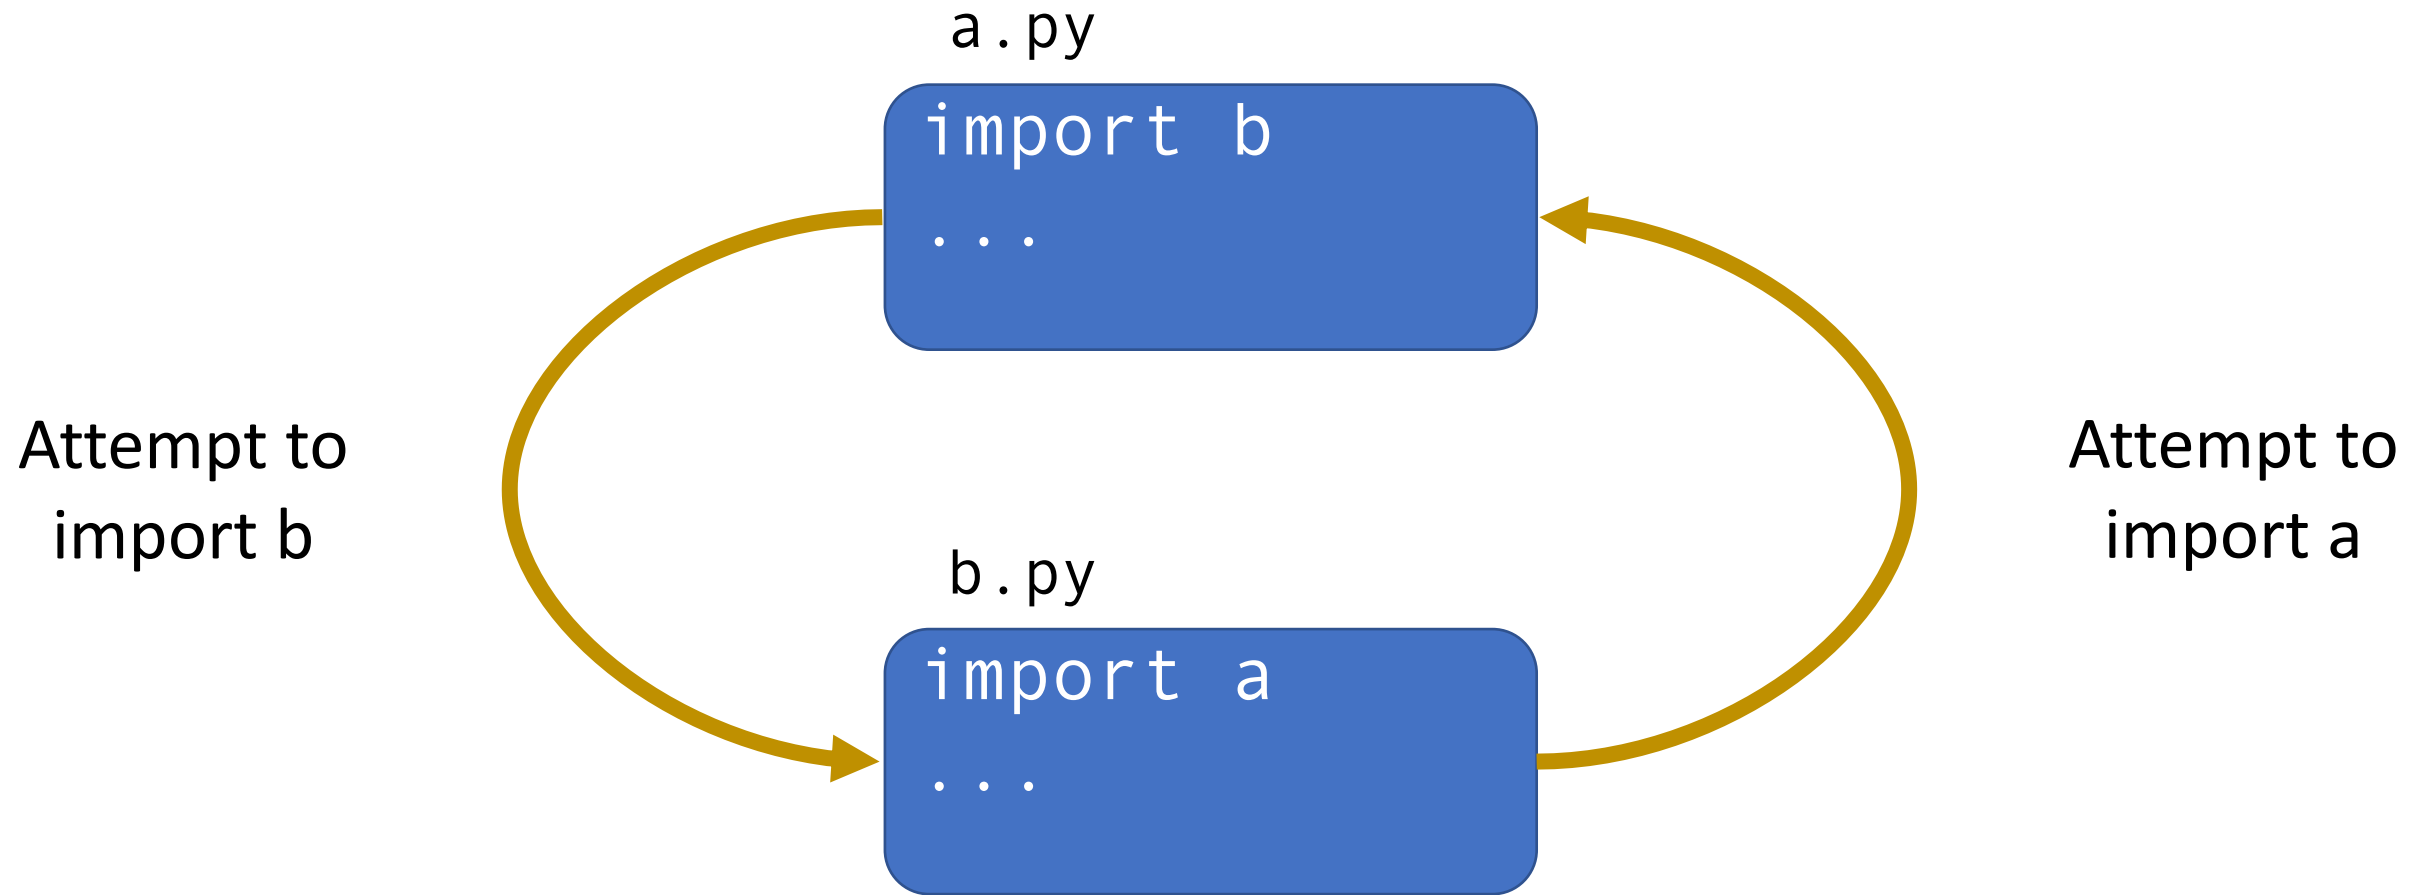 a.py
import b
...
Attempt to
import b
Attempt to
import a
b.py
import a
...